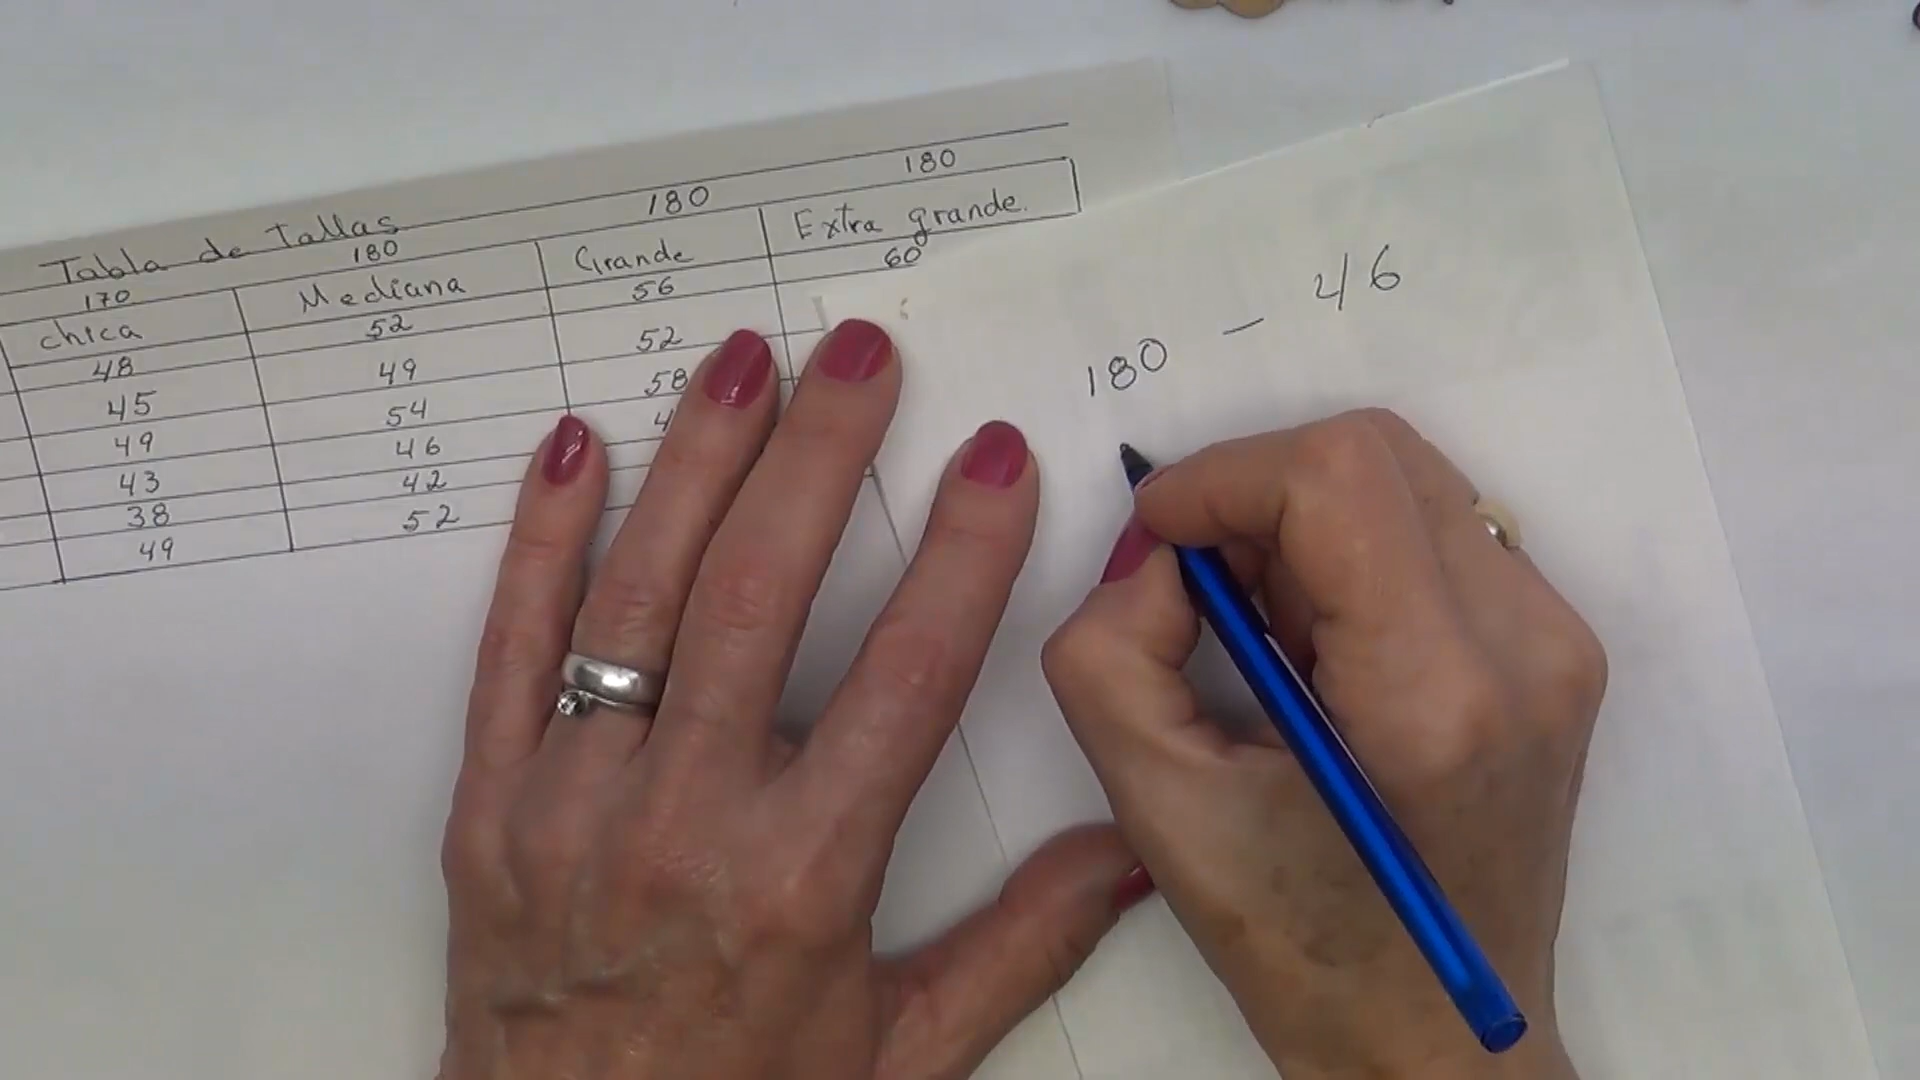 Tabla de Tallas
170 180 180 180
chica Mediana Grande Extra grande.
48 52 56 60
45 49 52
49 54 58
43 46 4
38 42
49 52
180 — 46